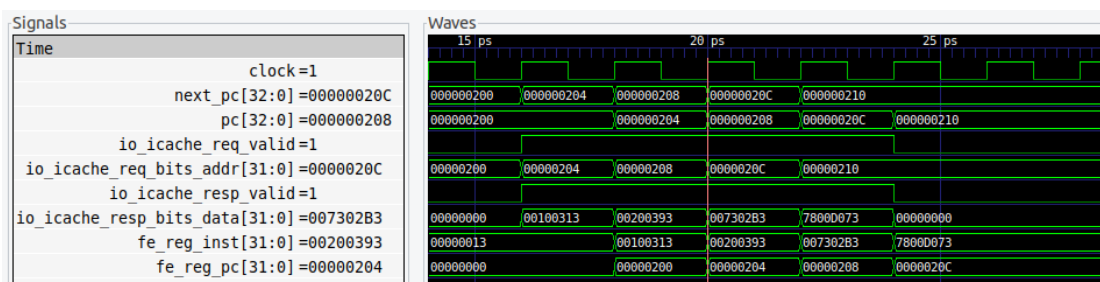 Signals
Waves
Time
15 ps 20 ps 25 ps
clock=1
next_pc[32:0] =00000020C 000000200 000000204 000000208 00000020C 000000210
pc[32:0] =000000208 000000200 000000204 000000208 00000020C 000000210
io_icache_req_valid=1
io_icache_req_bits_addr[31:0] =0000020C 00000200 00000204 00000208 0000020C 00000210
io_icache_resp_valid=1
io_icache_resp_bits_data[31:0] =007302B3 00000000 00100313 00200393 007302B3 7800D073 00000000
fe_reg_inst[31:0] =00200393 00000013 00100313 00200393 007302B3 7800D073
fe_reg_pc[31:0] =00000204 00000000 00000200 00000204 00000208 0000020C